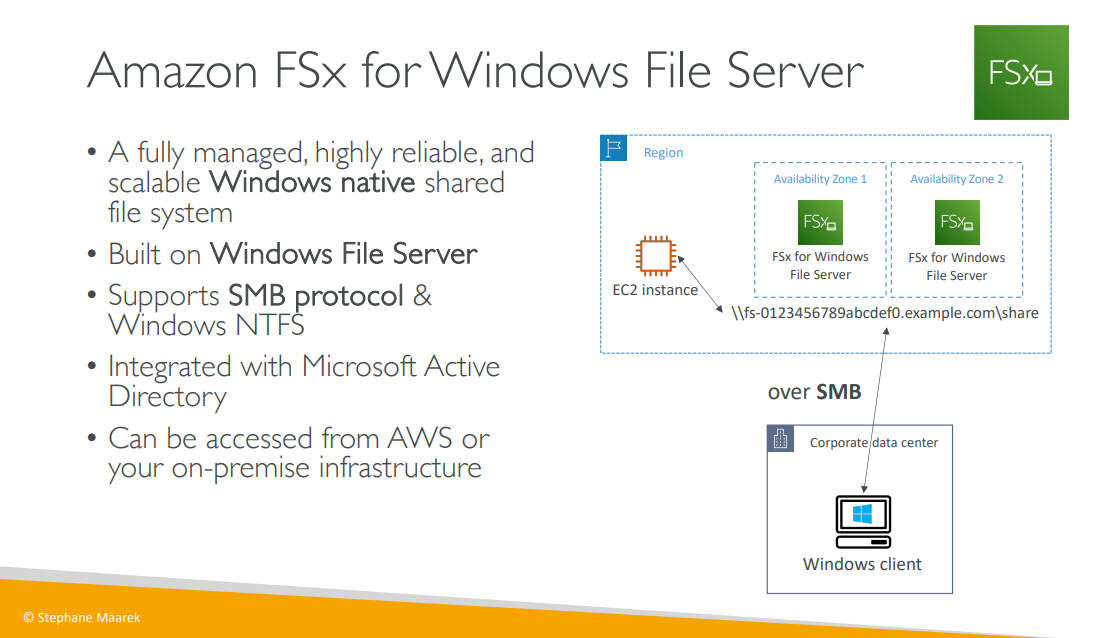 Amazon FSx for Windows File Server
FSx
• A fully managed, highly reliable, and
scalable Windows native shared
file system
• Built on Windows File Server
• Supports SMB protocol &
Windows NTFS
• Integrated with Microsoft Active
Directory
• Can be accessed from AWS or
your on-premise infrastructure
Region
Availability Zone 1
FSx
FSx for Windows
File Server
Availability Zone 2
FSx
FSx for Windows
File Server
EC2 instance
\\fs-0123456789abcdef0.example.com\share
over SMB
Corporate data center
Windows client
© Stephane Maarek